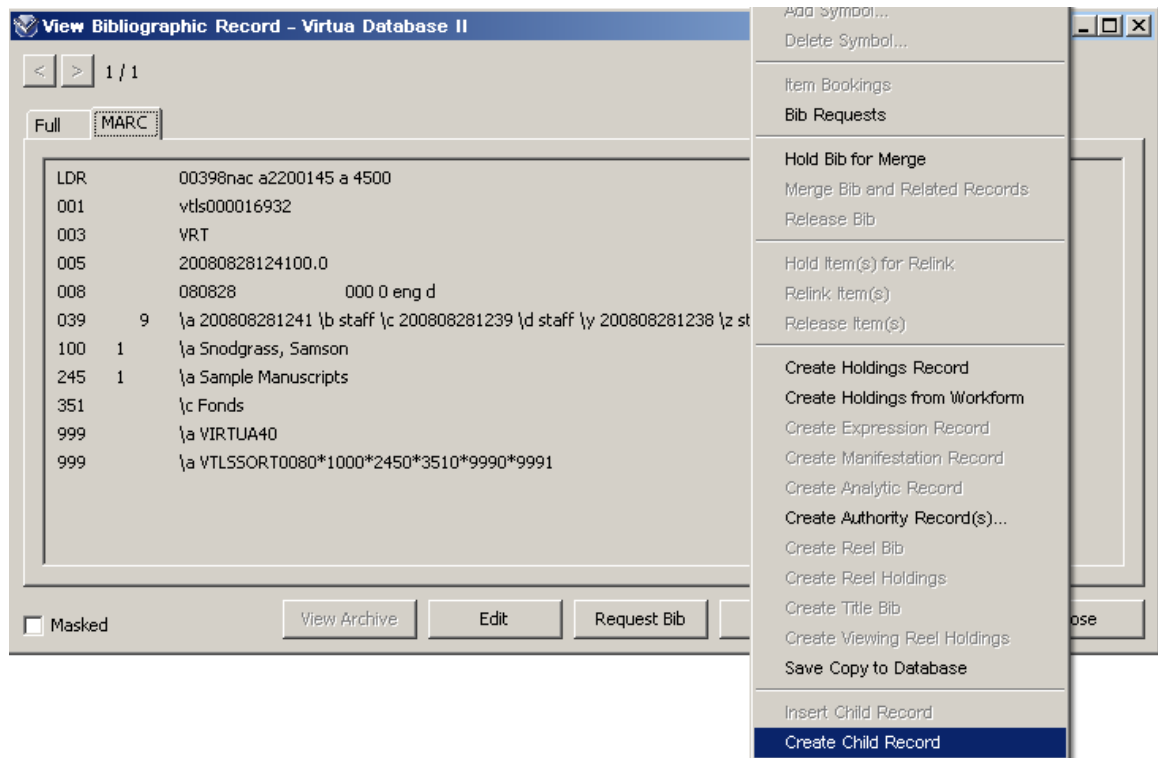 View Bibliographic Record - Virtua Database II
< > 1 / 1
Full MARC
LDR 00398nac a2200145 a 4500
001 vtls000016932
003 VRT
005 20080828124100.0
008 080828 000 0 eng d
039 9 \a 200808281241 \b staff \c 200808281239 \d staff \y 200808281238 \z st
100 1 \a Snodgrass, Samson
245 1 \a Sample Manuscripts
351 \c Fonds
999 \a VIRTUA40
999 \a VTLSSORT0080*1000*2450*3510*9990*9991
Masked View Archive Edit Request Bib ose
Add Symbol...
Delete Symbol...
Item Bookings
Bib Requests
Hold Bib for Merge
Merge Bib and Related Records
Release Bib
Hold Item(s) for Relink
Relink Item(s)
Release Item(s)
Create Holdings Record
Create Holdings from Workform
Create Expression Record
Create Manifestation Record
Create Analytic Record
Create Authority Record(s)...
Create Reel Bib
Create Reel Holdings
Create Title Bib
Create Viewing Reel Holdings
Save Copy to Database
Insert Child Record
Create Child Record